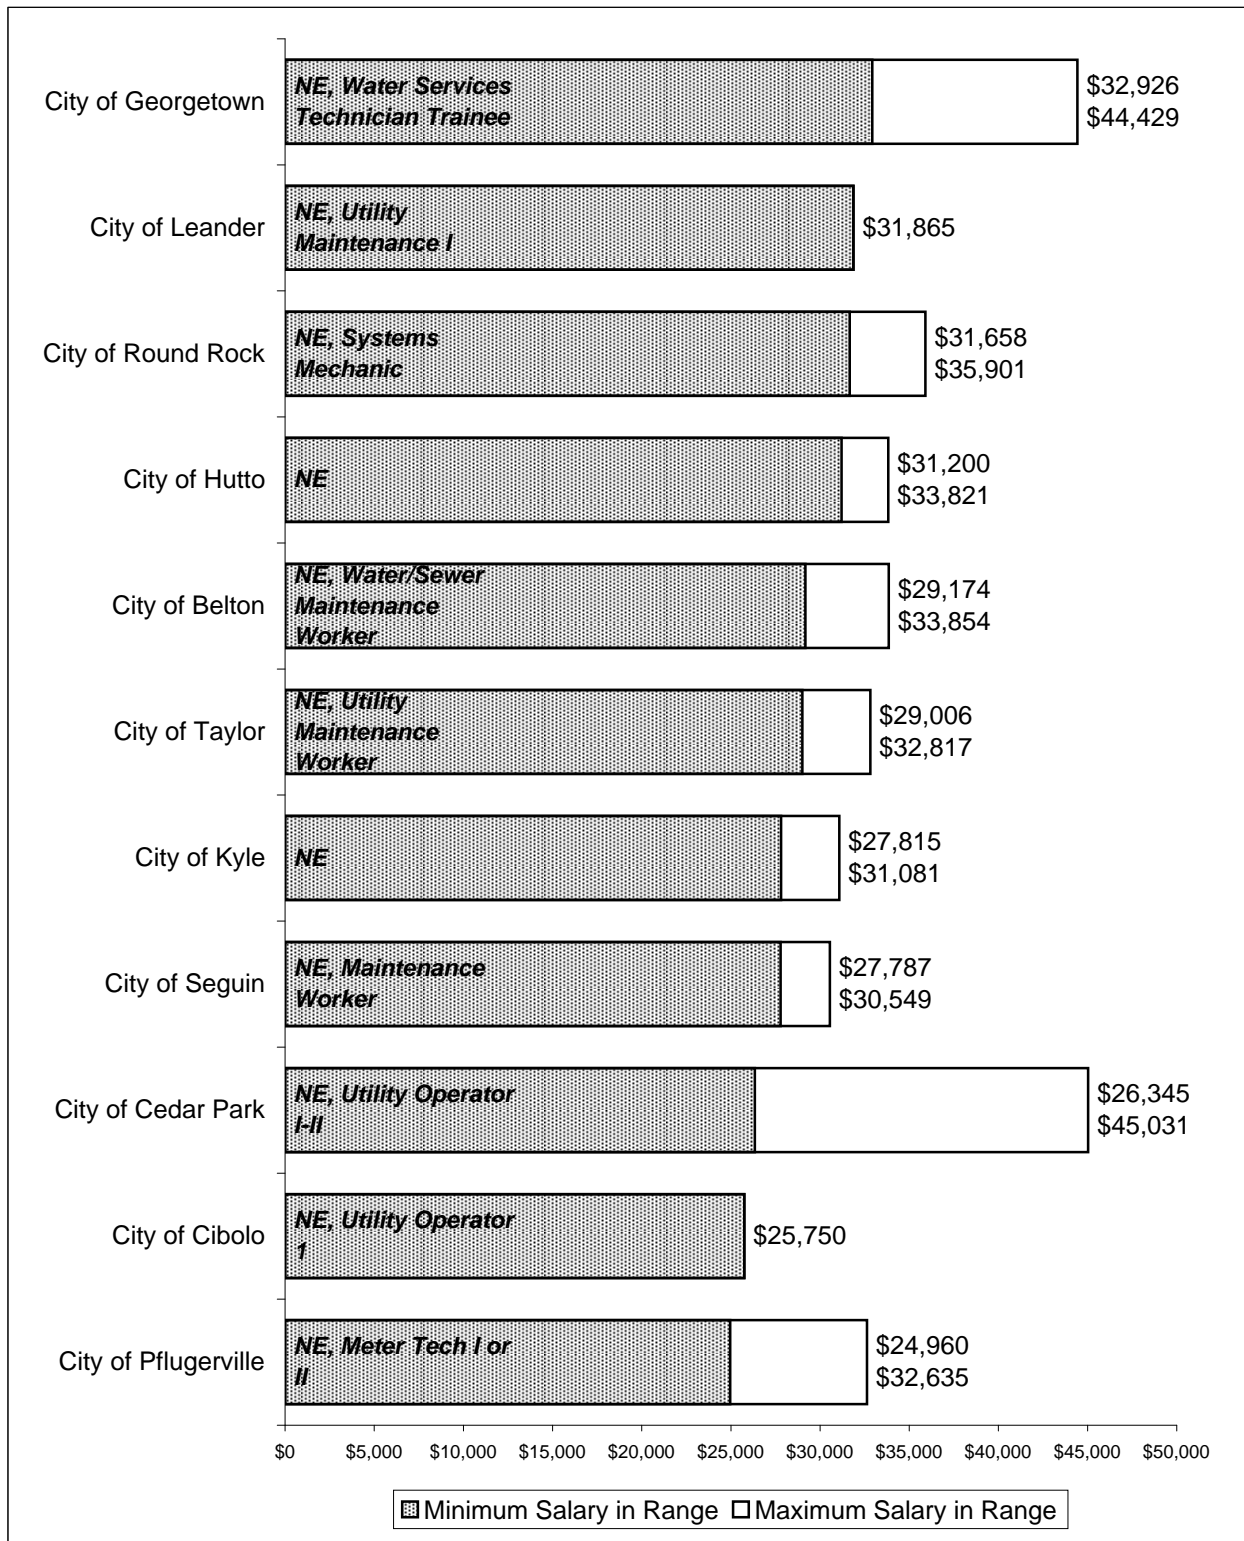 City of Georgetown
NE, Water Services
Technician Trainee
$32,926
$44,429
City of Leander
NE, Utility
Maintenance I
$31,865
City of Round Rock
NE, Systems
Mechanic
$31,658
$35,901
City of Hutto
NE
$31,200
$33,821
City of Belton
NE, Water/Sewer
Maintenance
Worker
$29,174
$33,854
City of Taylor
NE, Utility
Maintenance
Worker
$29,006
$32,817
City of Kyle
NE
$27,815
$31,081
City of Seguin
NE, Maintenance
Worker
$27,787
$30,549
City of Cedar Park
NE, Utility Operator
I-II
$26,345
$45,031
City of Cibolo
NE, Utility Operator
1
$25,750
City of Pflugerville
NE, Meter Tech I or
II
$24,960
$32,635
$0 $5,000 $10,000 $15,000 $20,000 $25,000 $30,000 $35,000 $40,000 $45,000 $50,000
Minimum Salary in Range Maximum Salary in Range